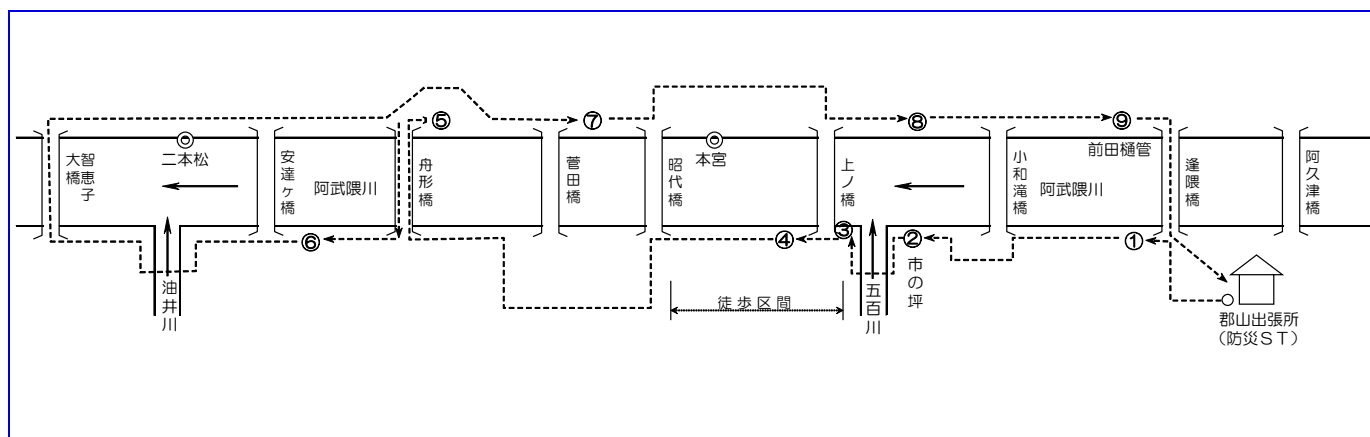 ⑤
⑦
⑧
⑨
大智
橋恵
子
二本松
安達ヶ橋
阿武隈川
舟形橋
菅田橋
昭代橋
本宮
上ノ橋
小和滝橋
阿武隈川
前田樋管
逢隈橋
阿久津橋
⑥
④
③
②
①
油井川
徒歩区間
五百川
市の坪
郡山出張所
(防災ST)